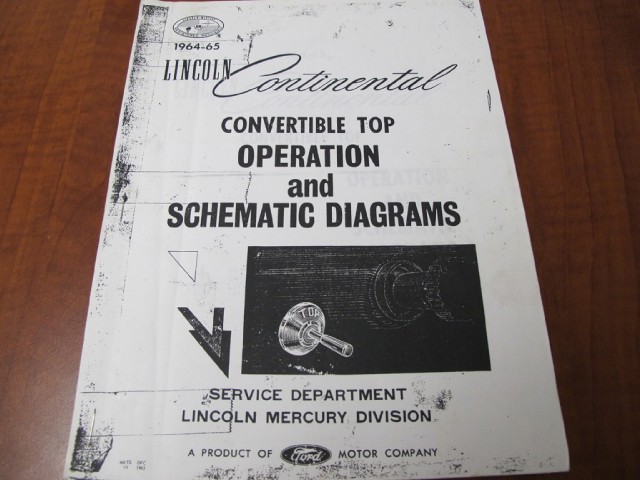 1964-65
LINCOLN Continental
CONVERTIBLE TOP
OPERATION
and
SCHEMATIC DIAGRAMS
TOP
SERVICE DEPARTMENT
LINCOLN MERCURY DIVISION
A PRODUCT OF Ford MOTOR COMPANY